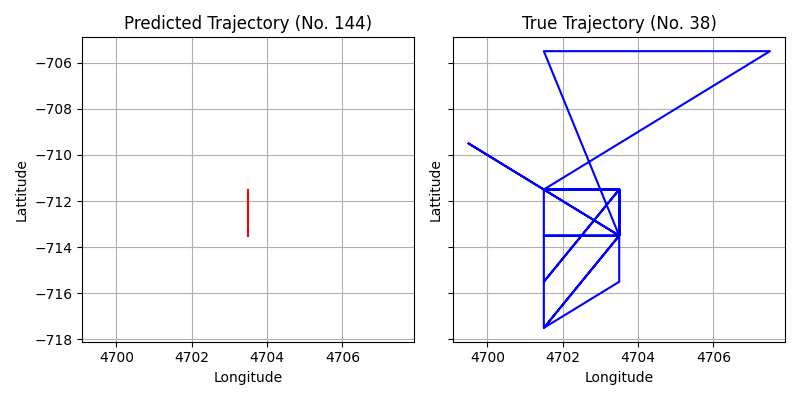 Predicted Trajectory (No. 144)
Lattitude
−706
−708
−710
−712
−714
−716
−718
4700 4702 4704 4706
Longitude
True Trajectory (No. 38)
Lattitude
4700 4702 4704 4706
Longitude